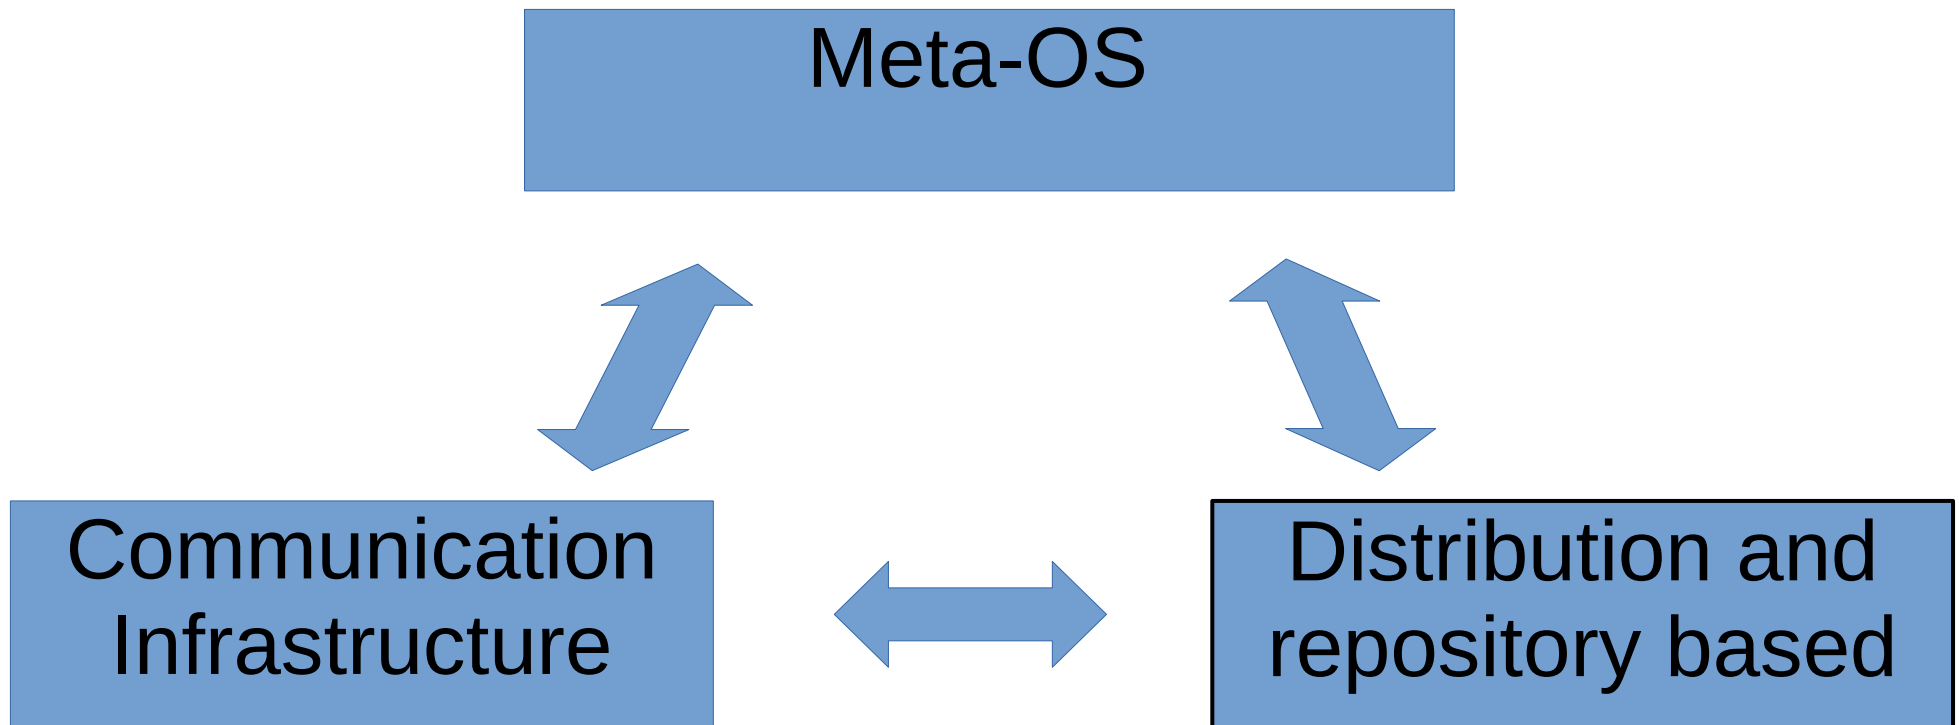 Meta-OS
Communication
Infrastructure
Distribution and
repository based